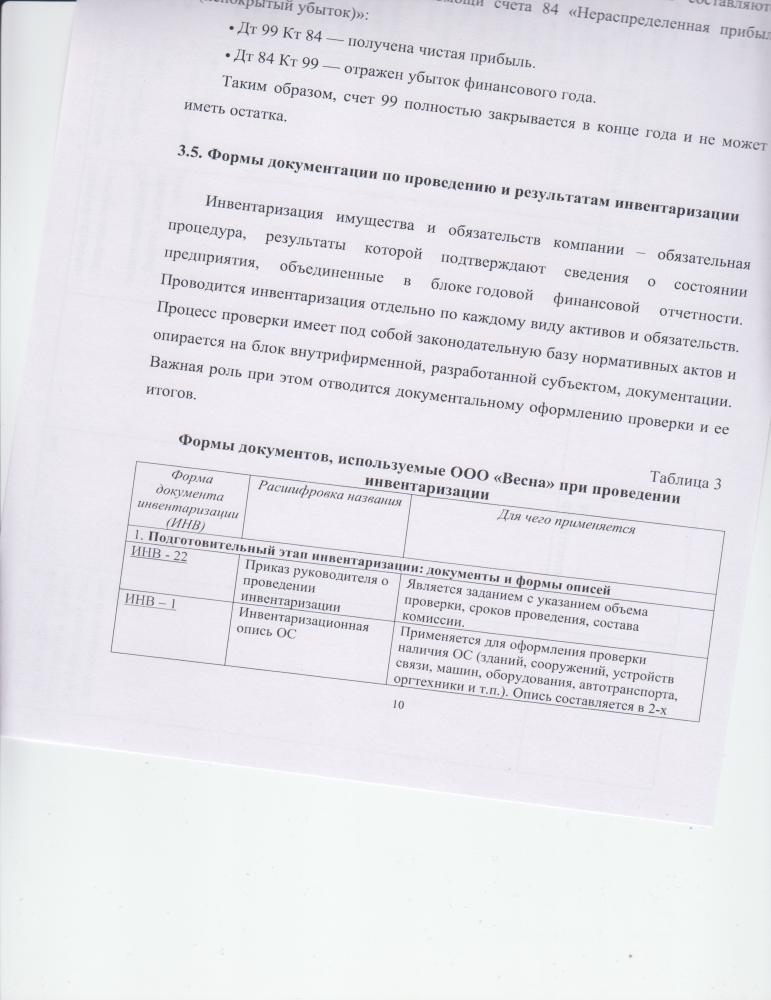 составляют
счета 84 «Нераспределенная прибыл
убыток)»:
• Дт 99 Кт 84 — получена чистая прибыль.
• Дт 84 Кт 99 — отражен убыток финансового года.
Таким образом, счет 99 полностью закрывается в конце года и не может
иметь остатка.
3.5. Формы документации по проведению и результатам инвентаризации
Инвентаризация имущества и обязательств компании – обязательная
процедура, результаты которой подтверждают сведения о состоянии
предприятия, объединенные в блоке годовой финансовой отчетности.
Проводится инвентаризация отдельно по каждому виду активов и обязательств.
Процесс проверки имеет под собой законодательную базу нормативных актов и
опирается на блок внутрифирменной, разработанной субъектом, документации.
Важная роль при этом отводится документальному оформлению проверки и ее
итогов.
Таблица 3
Формы документов, используемые ООО «Весна» при проведении
инвентаризации
Форма
документа
инвентаризации
(ИНВ)
Расшифровка названия
Для чего применяется
1. Подготовительный этап инвентаризации: документы и формы описей
ИНВ - 22
Приказ руководителя о
проведении
инвентаризации
Является заданием с указанием объема
проверки, сроков проведения, состава
комиссии.
ИНВ – 1
Инвентаризационная
опись ОС
Применяется для оформления проверки
наличия ОС (зданий, сооружений, устройств
связи, машин, оборудования, автотранспорта,
оргтехники и т.п.). Опись составляется в 2-х
10